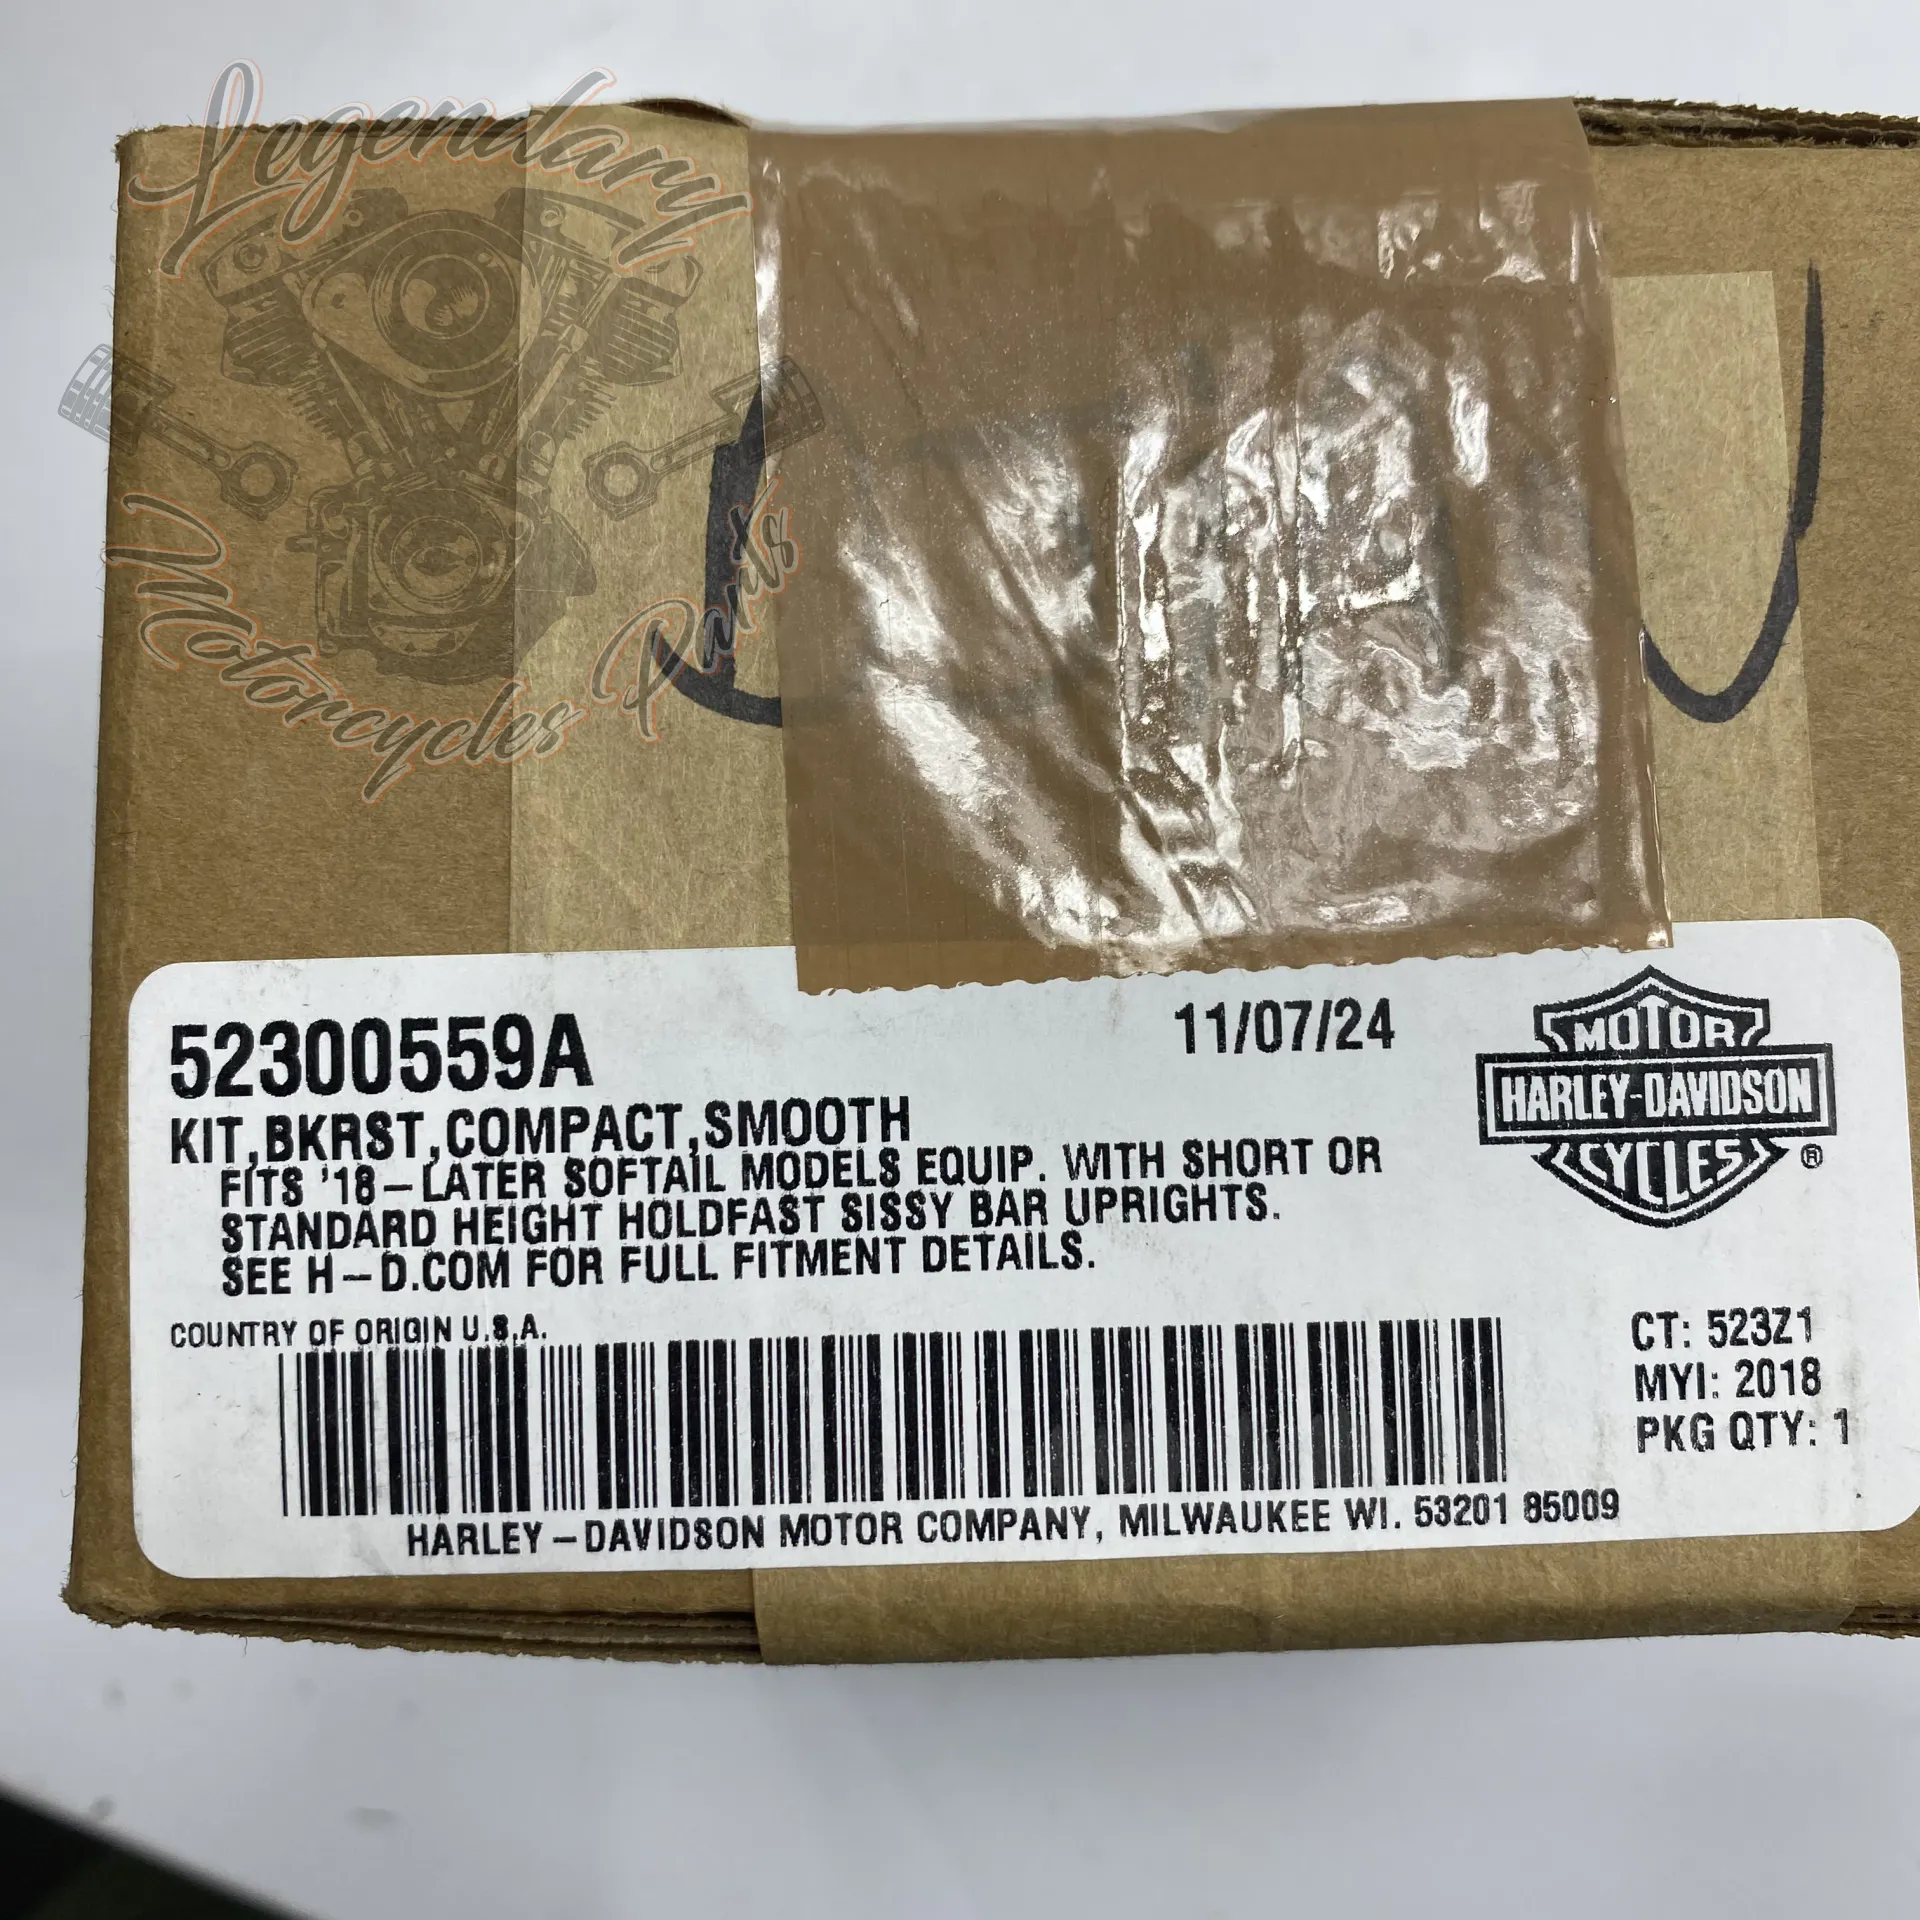 Legendary
Motorcycles Parts
52300559A
11/07/24
KIT,BKRST,COMPACT,SMOOTH
FITS '18-LATER SOFTAIL MODELS EQUIP. WITH SHORT OR
STANDARD HEIGHT HOLDFAST SISSY BAR UPRIGHTS.
SEE H-D.COM FOR FULL FITMENT DETAILS.
MOTOR
HARLEY-DAVIDSON
CYCLES
®
COUNTRY OF ORIGIN U.S.A.
CT: 523Z1
MYI: 2018
PKG QTY: 1
HARLEY-DAVIDSON MOTOR COMPANY, MILWAUKEE WI. 53201 85009